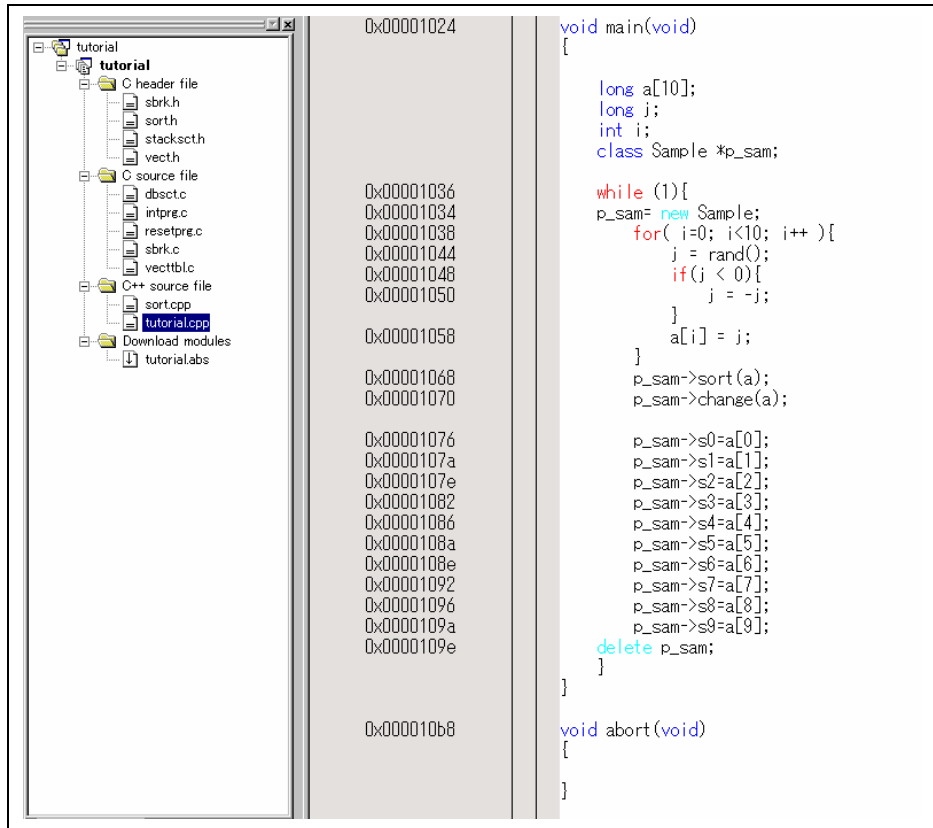 tutorial
tutorial
C header file
sbrk.h
sort.h
stacksct.h
vect.h
C source file
dbsct.c
intprg.c
resetprg.c
sbrk.c
vecttbl.c
C++ source file
sort.cpp
tutorial.cpp
Download modules
tutorial.abs
0x00001024 void main(void)
{
long a[10];
long j;
int i;
class Sample *p_sam;
0x00001036 while (1){
0x00001034 p_sam= new Sample;
0x00001038 for( i=0; i<10; i++ ){
0x00001044 j = rand();
0x00001048 if(j < 0){
0x00001050 j = -j;
}
0x00001058 a[i] = j;
}
0x00001068 p_sam->sort(a);
0x00001070 p_sam->change(a);
0x00001076 p_sam->s0=a[0];
0x0000107a p_sam->s1=a[1];
0x0000107e p_sam->s2=a[2];
0x00001082 p_sam->s3=a[3];
0x00001086 p_sam->s4=a[4];
0x0000108a p_sam->s5=a[5];
0x0000108e p_sam->s6=a[6];
0x00001092 p_sam->s7=a[7];
0x00001096 p_sam->s8=a[8];
0x0000109a p_sam->s9=a[9];
0x0000109e delete p_sam;
}
}
0x000010b8 void abort(void)
{
}